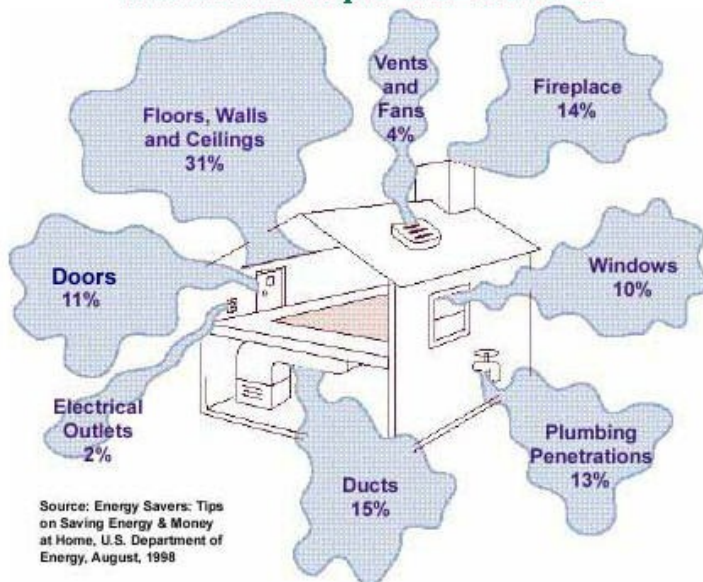 Vents
and
Fans
4%
Fireplace
14%
Floors, Walls
and Ceilings
31%
Doors
11%
Windows
10%
Electrical
Outlets
2%
Plumbing
Penetrations
13%
Ducts
15%
Source: Energy Savers: Tips
on Saving Energy & Money
at Home, U.S. Department of
Energy, August, 1998